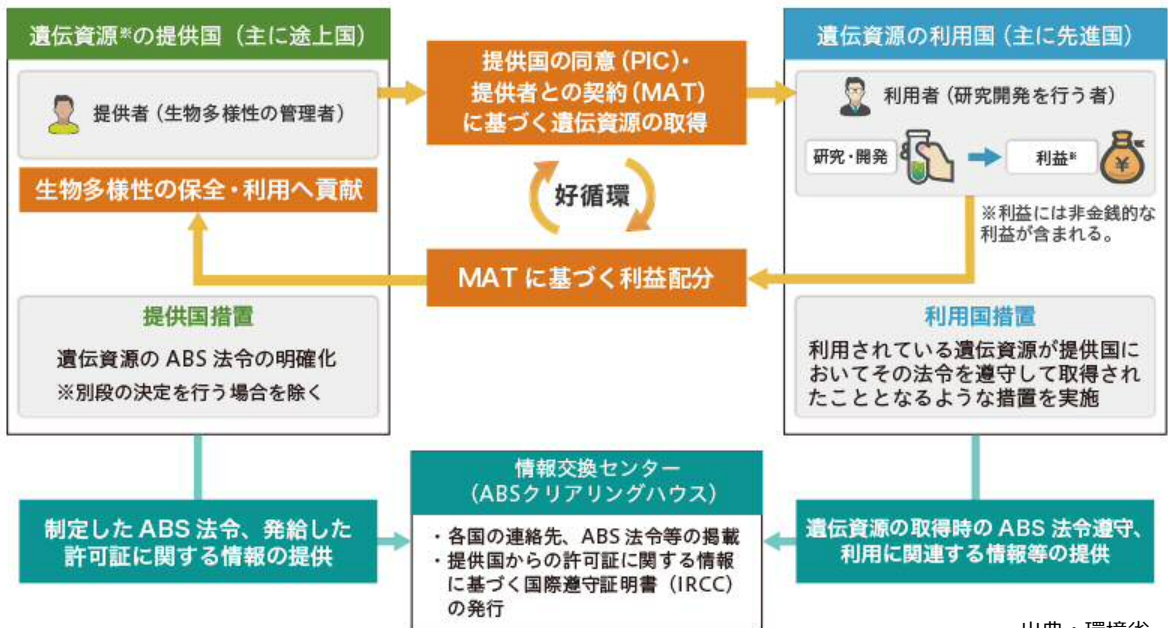 遺伝資源※の提供国（主に途上国）
提供者（生物多様性の管理者）
生物多様性の保全・利用へ貢献
提供国措置
遺伝資源の ABS 法令の明確化
※別段の決定を行う場合を除く
提供国の同意（PIC）・
提供者との契約（MAT）
に基づく遺伝資源の取得
好循環
MAT に基づく利益配分
遺伝資源の利用国（主に先進国）
利用者（研究開発を行う者）
研究・開発
利益※
¥
※利益には非金銭的な
利益が含まれる。
利用国措置
利用されている遺伝資源が提供国に
おいてその法令を遵守して取得され
たこととなるような措置を実施
制定した ABS 法令、発給した
許可証に関する情報の提供
情報交換センター
（ABSクリアリングハウス）
・各国の連絡先、ABS 法令等の掲載
・提供国からの許可証に関する情報
に基づく国際遵守証明書（IRCC）
の発行
遺伝資源の取得時の ABS 法令遵守、
利用に関連する情報等の提供
出典：環境省